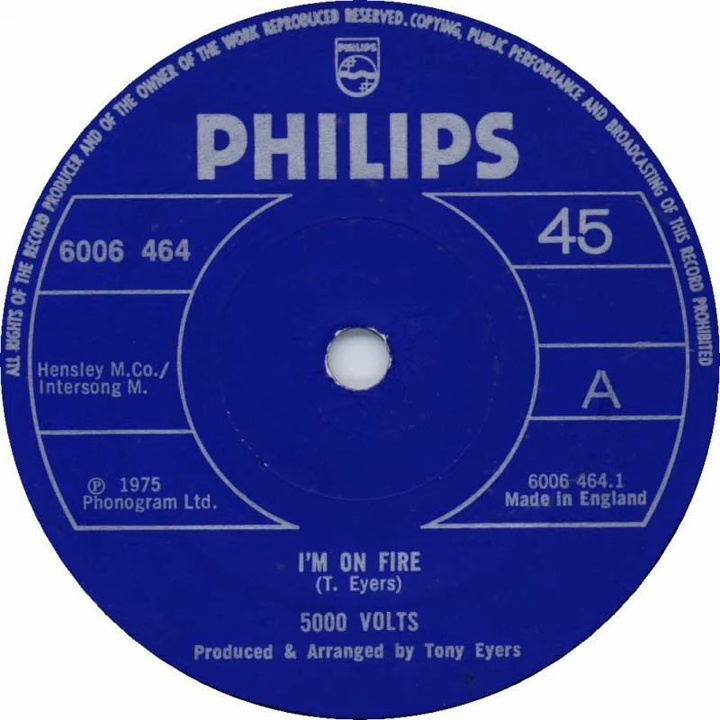 ALL RIGHTS OF THE RECORD PRODUCER AND OF THE OWNER OF THE WORK REPRODUCED RESERVED. COPYING, PUBLIC PERFORMANCE AND BROADCASTING OF THIS RECORD PROHIBITED
PHILIPS
PHILIPS
6006 464
45
Hensley M.Co./
Intersong M.
A
℗ 1975
Phonogram Ltd.
6006 464.1
Made in England
I'M ON FIRE
(T. Eyers)
5000 VOLTS
Produced & Arranged by Tony Eyers